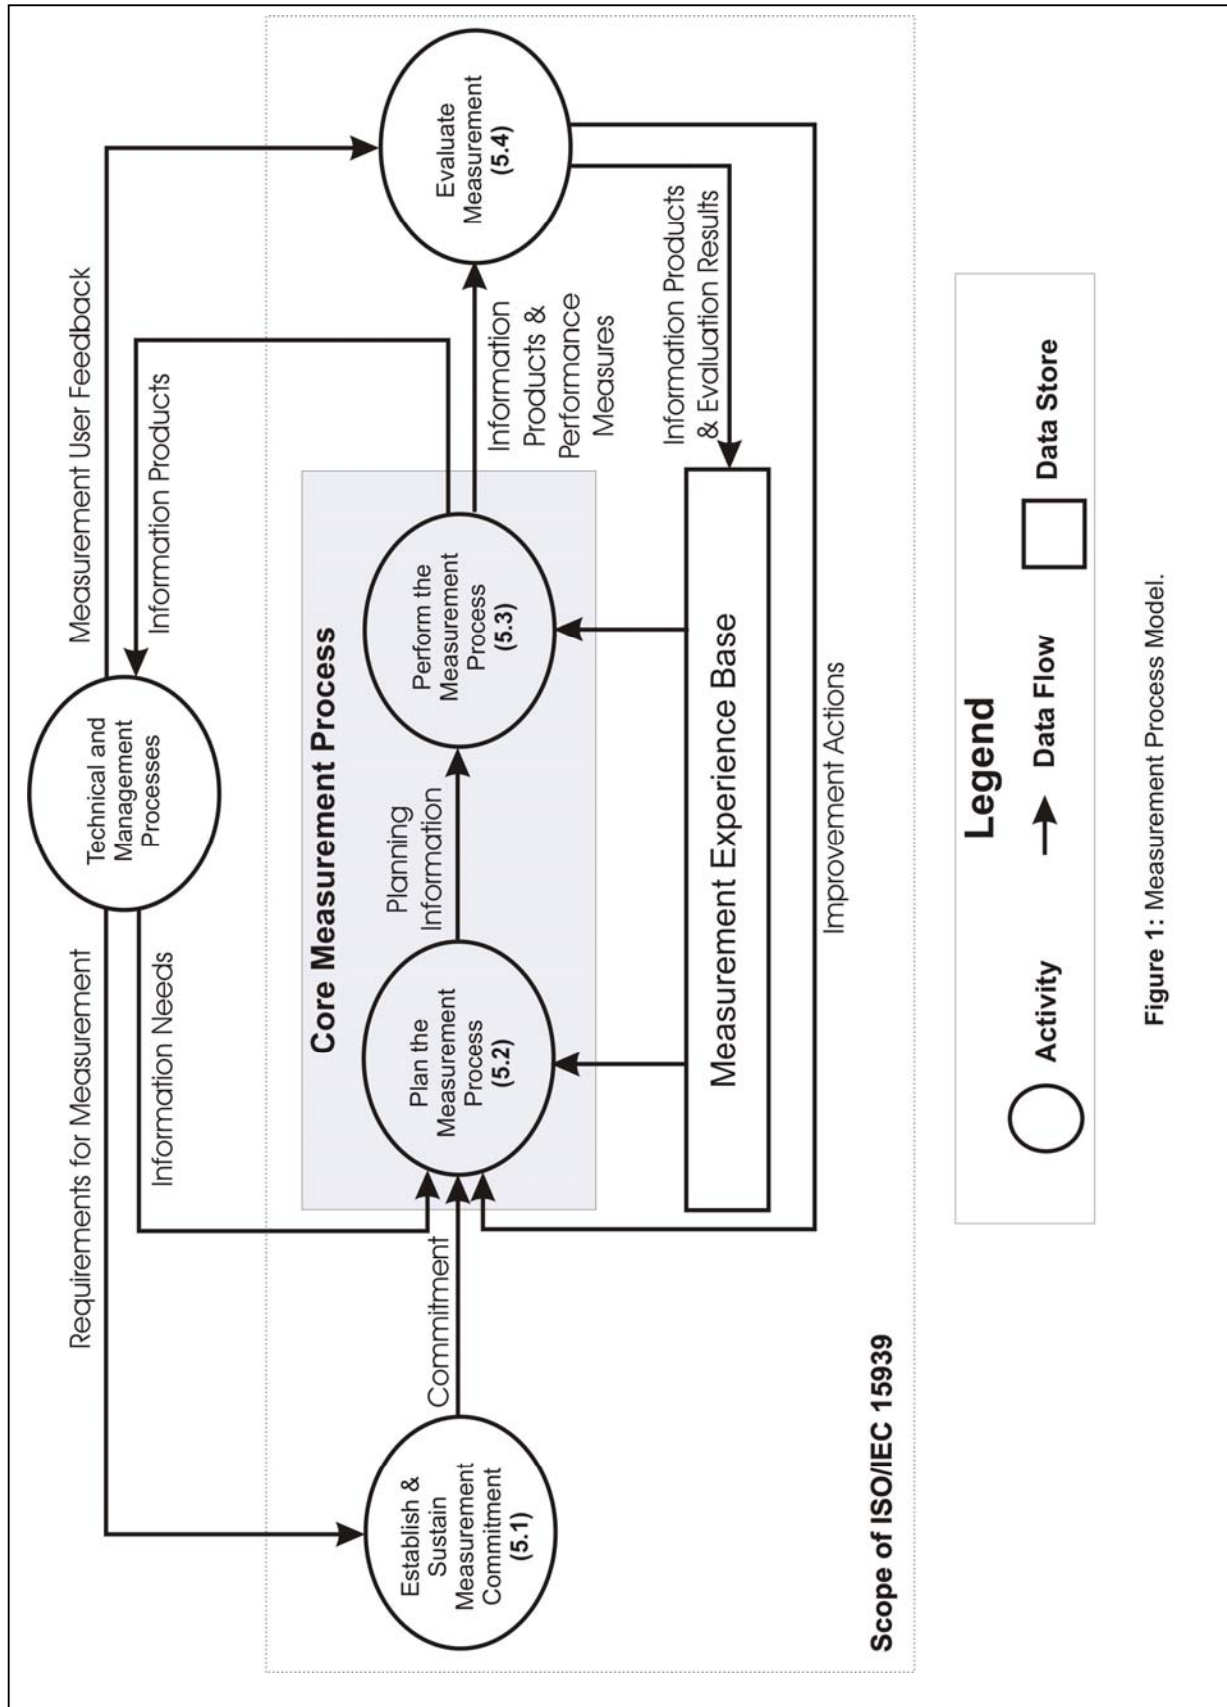 Technical and
Management
Processes
Requirements for Measurement
Measurement User Feedback
Information Needs
Information Products
Core Measurement Process
Establish &
Sustain
Measurement
Commitment
(5.1)
Commitment
Plan the
Measurement
Process
(5.2)
Planning
Information
Perform the
Measurement
Process
(5.3)
Information
Products &
Performance
Measures
Evaluate
Measurement
(5.4)
Information Products
& Evaluation Results
Measurement Experience Base
Improvement Actions
Scope of ISO/IEC 15939
Legend
Activity
Data Flow
Data Store
Figure 1: Measurement Process Model.